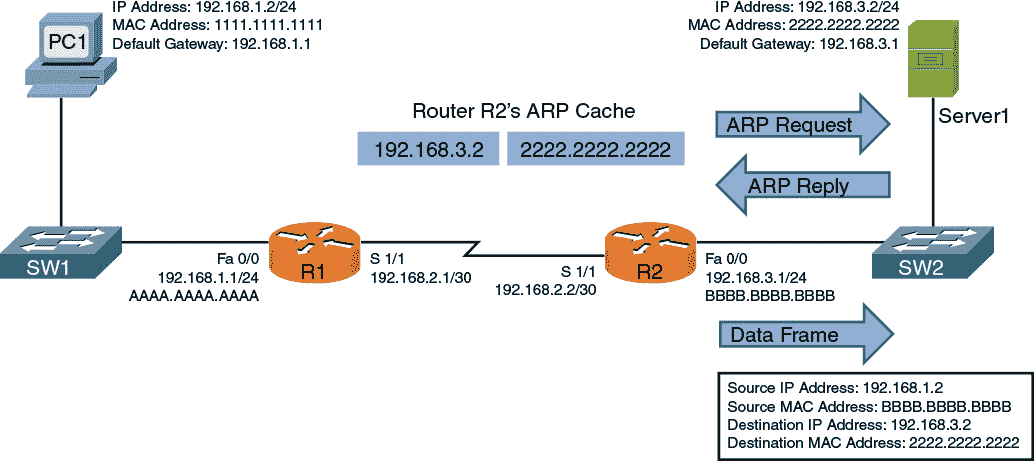 IP Address: 192.168.1.2/24
MAC Address: 1111.1111.1111
Default Gateway: 192.168.1.1
PC1
IP Address: 192.168.3.2/24
MAC Address: 2222.2222.2222
Default Gateway: 192.168.3.1
Server1
Router R2's ARP Cache
192.168.3.2 2222.2222.2222
ARP Request
ARP Reply
SW1
Fa 0/0
192.168.1.1/24
AAAA.AAAA.AAAA
R1
S 1/1
192.168.2.1/30
S 1/1
192.168.2.2/30
R2
Fa 0/0
192.168.3.1/24
BBBB.BBBB.BBBB
SW2
Data Frame
Source IP Address: 192.168.1.2
Source MAC Address: BBBB.BBBB.BBBB
Destination IP Address: 192.168.3.2
Destination MAC Address: 2222.2222.2222